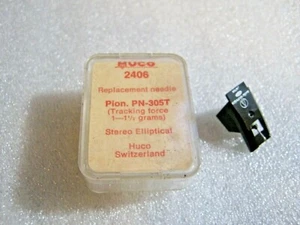 Huco
2406
Replacement needle
Pion. PN-305T
(Tracking force
1—1½ grams)
Stereo Elliptical
Huco
Switzerland